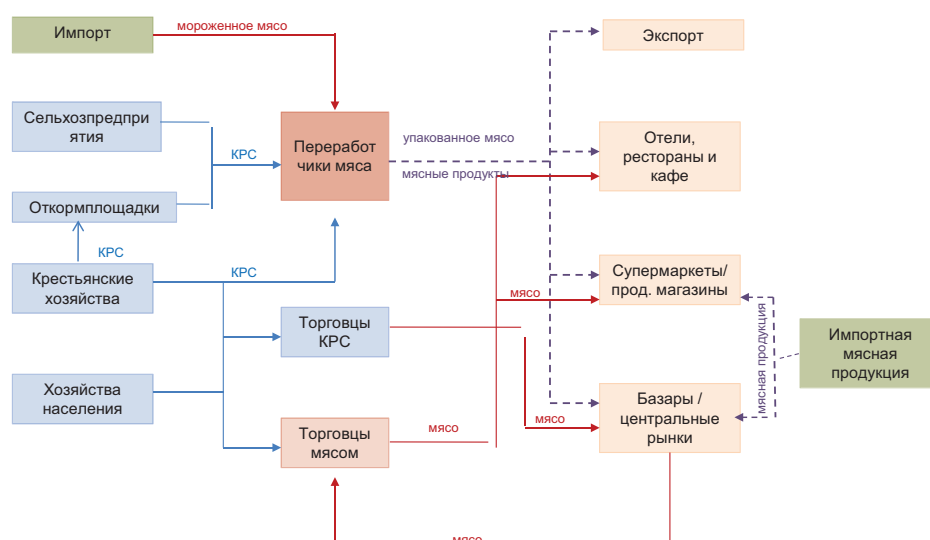 Импорт
мороженное мясо
Экспорт
Сельхозпредпри
ятия
КРС
Переработ
чики мяса
упакованное мясо
мясные продукты
Отели,
рестораны и
кафе
Откормплощадки
КРС
Крестьянские
хозяйства
КРС
Супермаркеты/
прод. магазины
мясо
Торговцы
КРС
мясная продукция
Импортная
мясная
продукция
Хозяйства
населения
Базары /
центральные
рынки
мясо
Торговцы
мясом
мясо
мясо